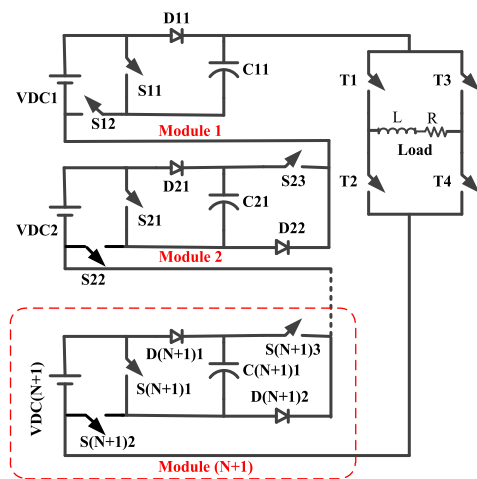 D11
VDC1
S11
C11
S12
Module 1
T1
T3
L
R
Load
T2
T4
D21
S23
VDC2
S21
C21
D22
S22
Module 2
VDC(N+1)
D(N+1)1
S(N+1)3
S(N+1)1
C(N+1)1
D(N+1)2
S(N+1)2
Module (N+1)